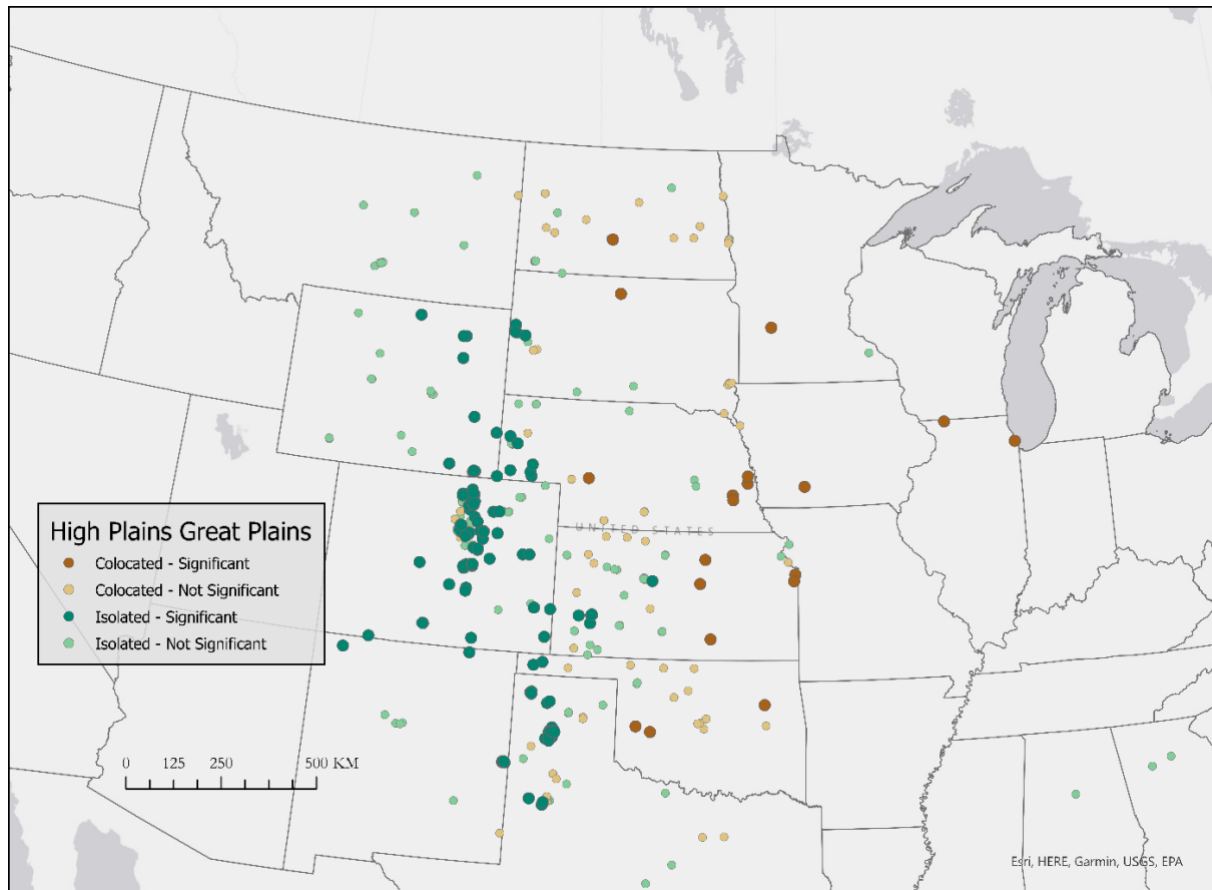 UNITED STATES
High Plains Great Plains
Colocated - Significant
Colocated - Not Significant
Isolated - Significant
Isolated - Not Significant
0 125 250 500 KM
Esri, HERE, Garmin, USGS, EPA